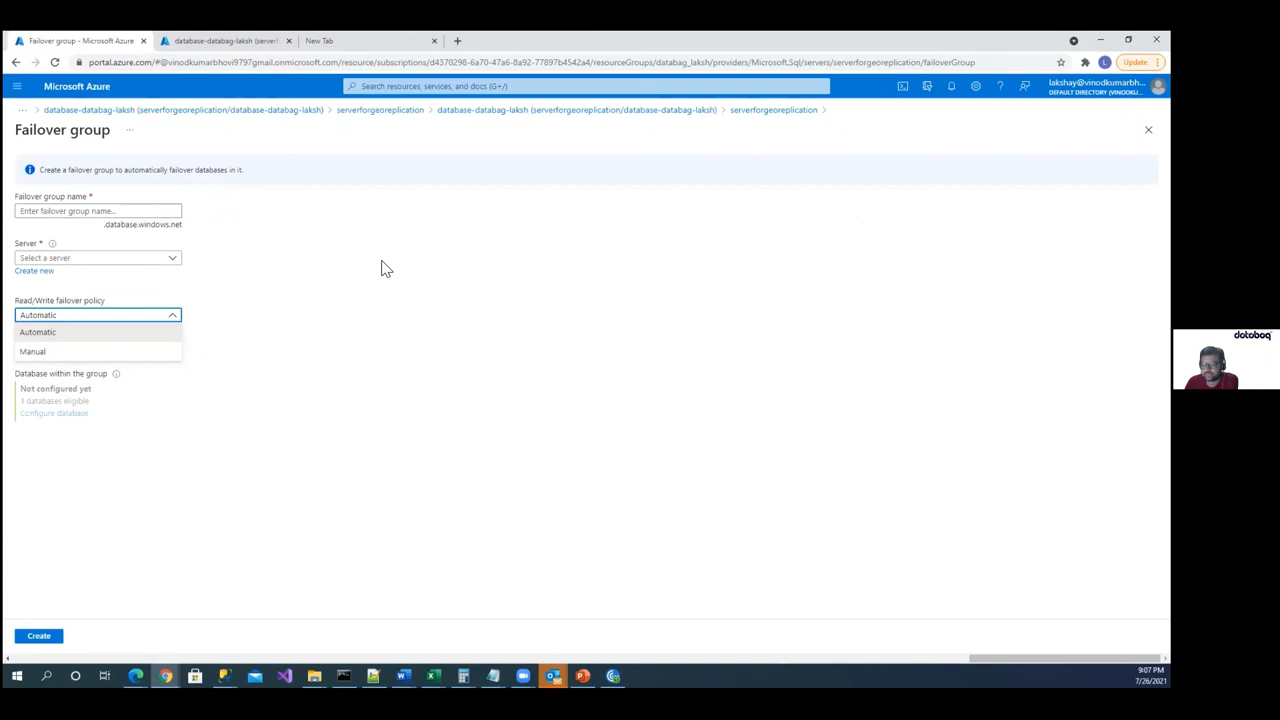 Failover group - Microsoft Azure
database-databag-laksh (server!
New Tab
portal.azure.com/#@vinodkumarbhovi9797gmail.onmicrosoft.com/resource/subscriptions/d4370298-6a70-47a6-8a92-77897b4542a4/resourceGroups/databag_laksh/providers/Microsoft.Sql/servers/serverforgeoreplication/failoverGroup
Update
Microsoft Azure
Search resources, services, and docs (G+/)
lakshay@vinodkumarbh...
DEFAULT DIRECTORY (VINODKU...
... > database-databag-laksh (serverforgeoreplication/database-databag-laksh) > serverforgeoreplication > database-databag-laksh (serverforgeoreplication/database-databag-laksh) > serverforgeoreplication >
Failover group ...
Create a failover group to automatically failover databases in it.
Failover group name *
Enter failover group name...
.database.windows.net
Server *
Select a server
Create new
Read/Write failover policy
Automatic
Automatic
Manual
Database within the group
Not configured yet
1 databases eligible
Configure database
Create
9:07 PM
7/26/2021
databag